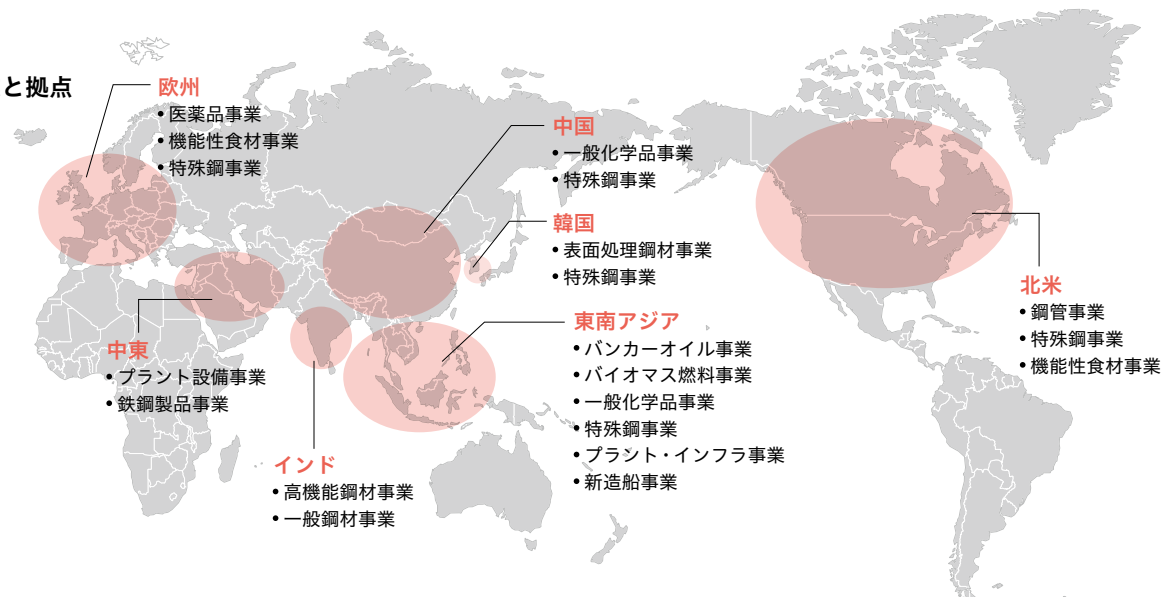 と拠点
欧州
•医薬品事業
•機能性食材事業
•特殊鋼事業
中国
•一般化学品事業
•特殊鋼事業
韓国
•表面処理鋼材事業
•特殊鋼事業
北米
•鋼管事業
•特殊鋼事業
•機能性食材事業
東南アジア
•バンカーオイル事業
•バイオマス燃料事業
•一般化学品事業
•特殊鋼事業
•プラント・インフラ事業
•新造船事業
中東
•プラント設備事業
•鉄鋼製品事業
インド
•高機能鋼材事業
•一般鋼材事業